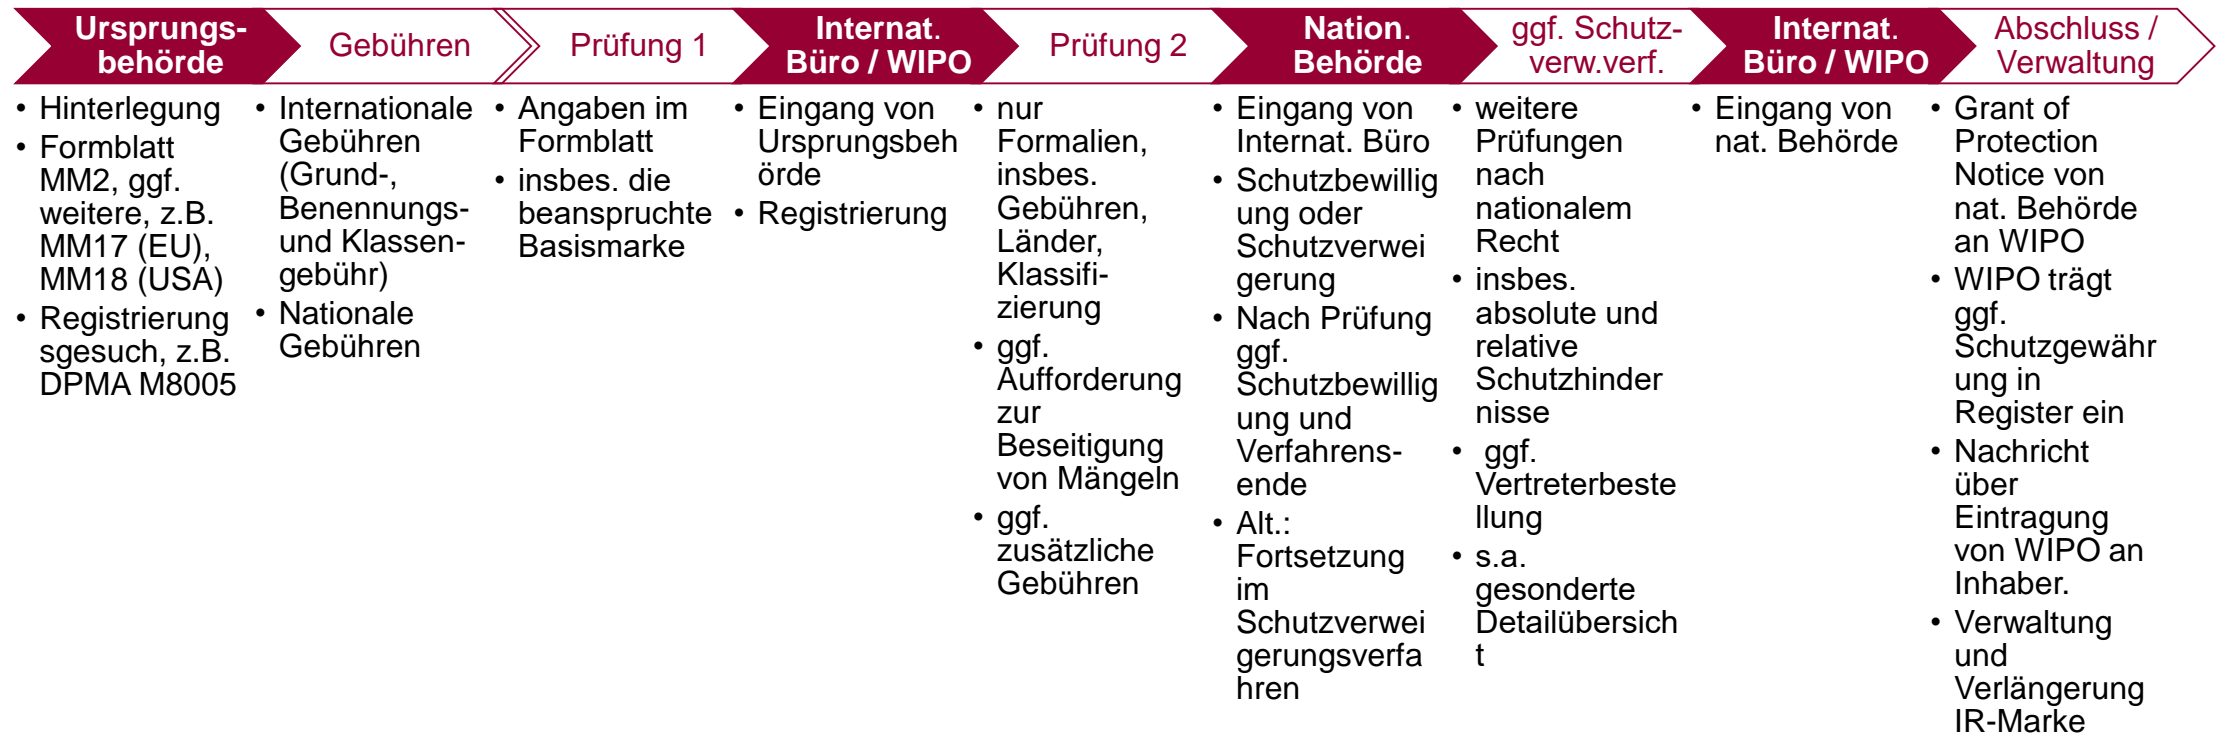 Ursprungs-
behörde
Gebühren
Prüfung 1
Internat.
Büro / WIPO
Prüfung 2
Nation.
Behörde
ggf. Schutz-
verw.verf.
Internat.
Büro / WIPO
Abschluss /
Verwaltung
• Hinterlegung
• Formblatt
MM2, ggf.
weitere, z.B.
MM17 (EU),
MM18 (USA)
• Registrierung
sgesuch, z.B.
DPMA M8005
• Internationale
Gebühren
(Grund-,
Benennungs-
und Klassen-
gebühr)
• Nationale
Gebühren
• Angaben im
Formblatt
• insbes. die
beanspruchte
Basismarke
• Eingang von
Ursprungsbeh
örde
• Registrierung
• nur
Formalien,
insbes.
Gebühren,
Länder,
Klassifi-
zierung
• ggf.
Aufforderung
zur
Beseitigung
von Mängeln
• ggf.
zusätzliche
Gebühren
• Eingang von
Internat. Büro
• Schutzbewillig
ung oder
Schutzverwei
gerung
• Nach Prüfung
ggf.
Schutzbewillig
ung und
Verfahrens-
ende
• Alt.:
Fortsetzung
im
Schutzverwei
gerungsverfa
hren
• weitere
Prüfungen
nach
nationalem
Recht
• insbes.
absolute und
relative
Schutzhinder
nisse
• ggf.
Vertreterbeste
llung
• s.a.
gesonderte
Detailübersich
t
• Eingang von
nat. Behörde
• Grant of
Protection
Notice von
nat. Behörde
an WIPO
• WIPO trägt
ggf.
Schutzgewähr
ung in
Register ein
• Nachricht
über
Eintragung
von WIPO an
Inhaber.
• Verwaltung
und
Verlängerung
IR-Marke